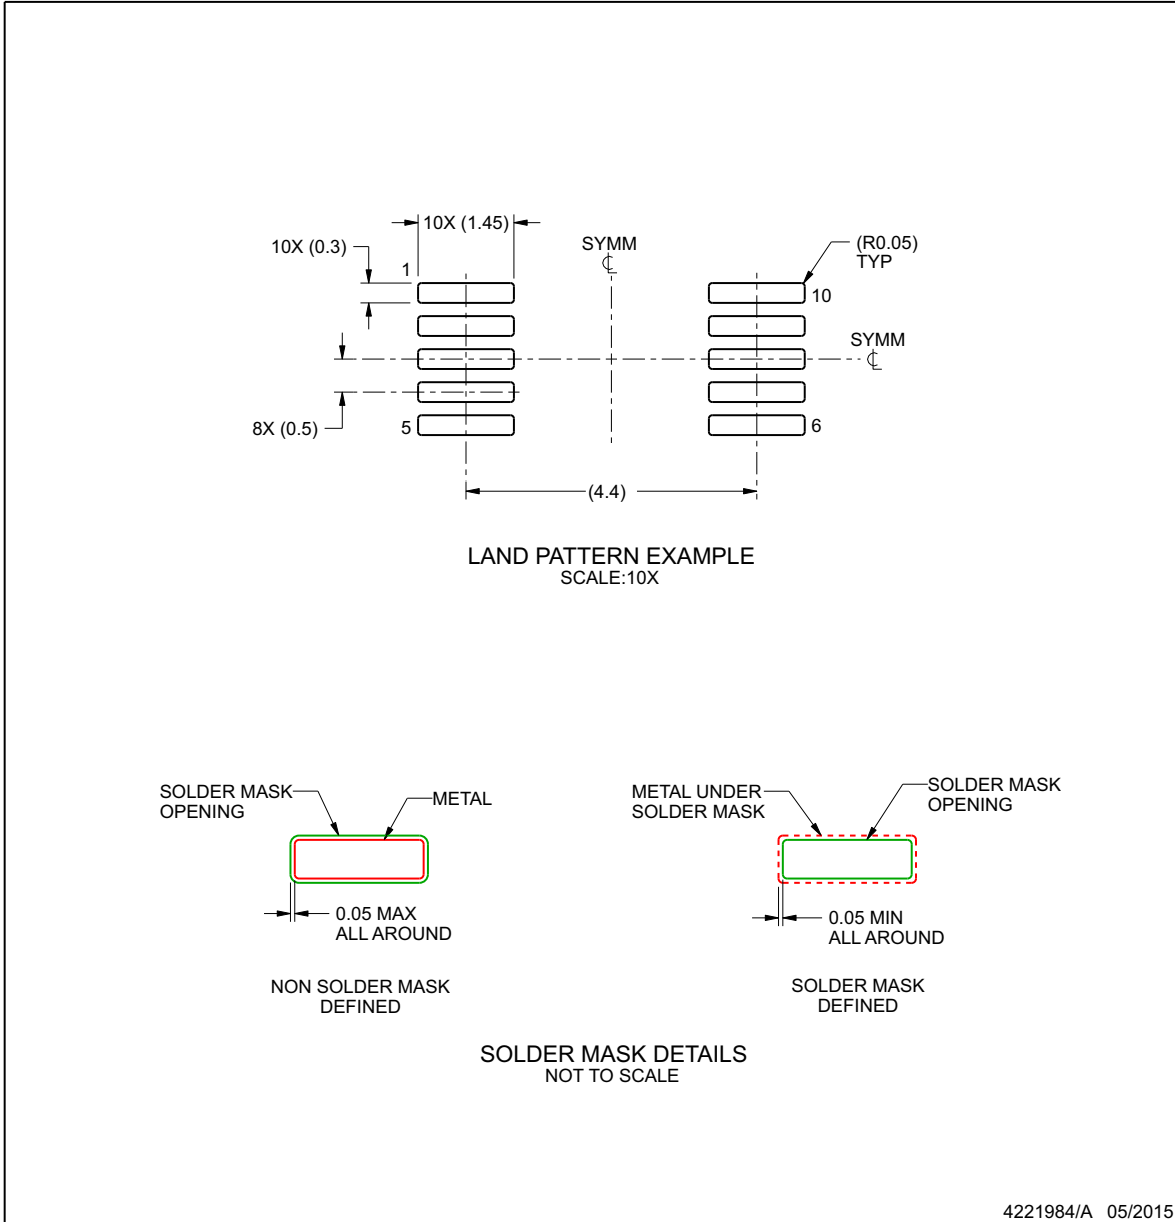 10X (1.45)
10X (0.3)
SYMM
(R0.05)
TYP
1
10
SYMM
8X (0.5)
5
6
(4.4)
LAND PATTERN EXAMPLE
SCALE:10X
SOLDER MASK
OPENING
METAL
METAL UNDER
SOLDER MASK
SOLDER MASK
OPENING
0.05 MAX
ALL AROUND
0.05 MIN
ALL AROUND
NON SOLDER MASK
DEFINED
SOLDER MASK
DEFINED
SOLDER MASK DETAILS
NOT TO SCALE
4221984/A 05/2015